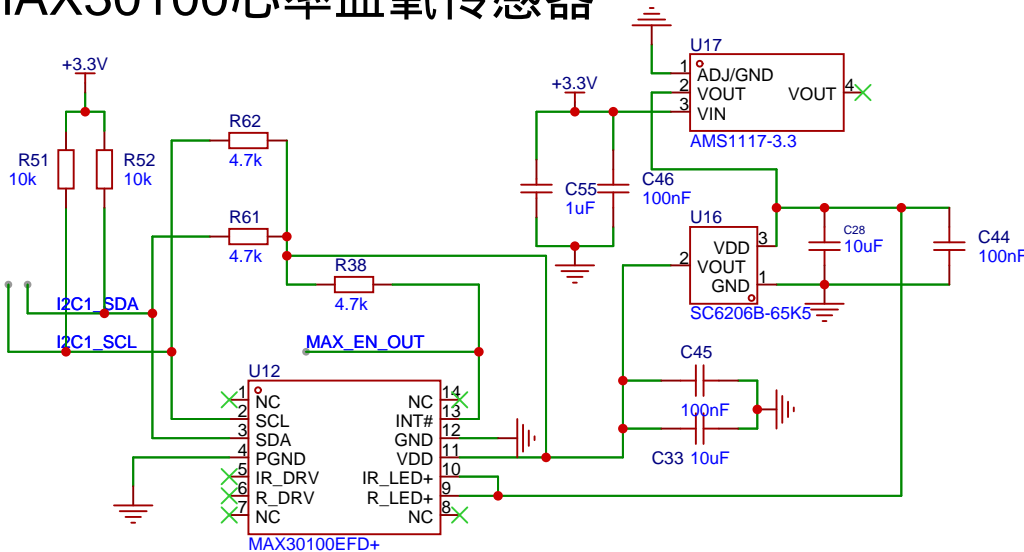 MAX30100心率血氧传感器
+3.3V
R51
10k
R52
10k
R62
4.7k
R61
4.7k
R38
4.7k
I2C1_SDA
I2C1_SCL
MAX_EN_OUT
+3.3V
C55
1uF
C46
100nF
U17
1
ADJ/GND
2
VOUT
3
VIN
VOUT
4
AMS1117-3.3
U16
VDD
3
2
VOUT
GND
1
SC6206B-65K5
C28
10uF
C44
100nF
C45
100nF
C33
10uF
U12
1
NC
2
SCL
3
SDA
4
PGND
5
IR_DRV
6
R_DRV
7
NC
14
NC
13
INT#
12
GND
11
VDD
10
IR_LED+
9
R_LED+
8
NC
MAX30100EFD+